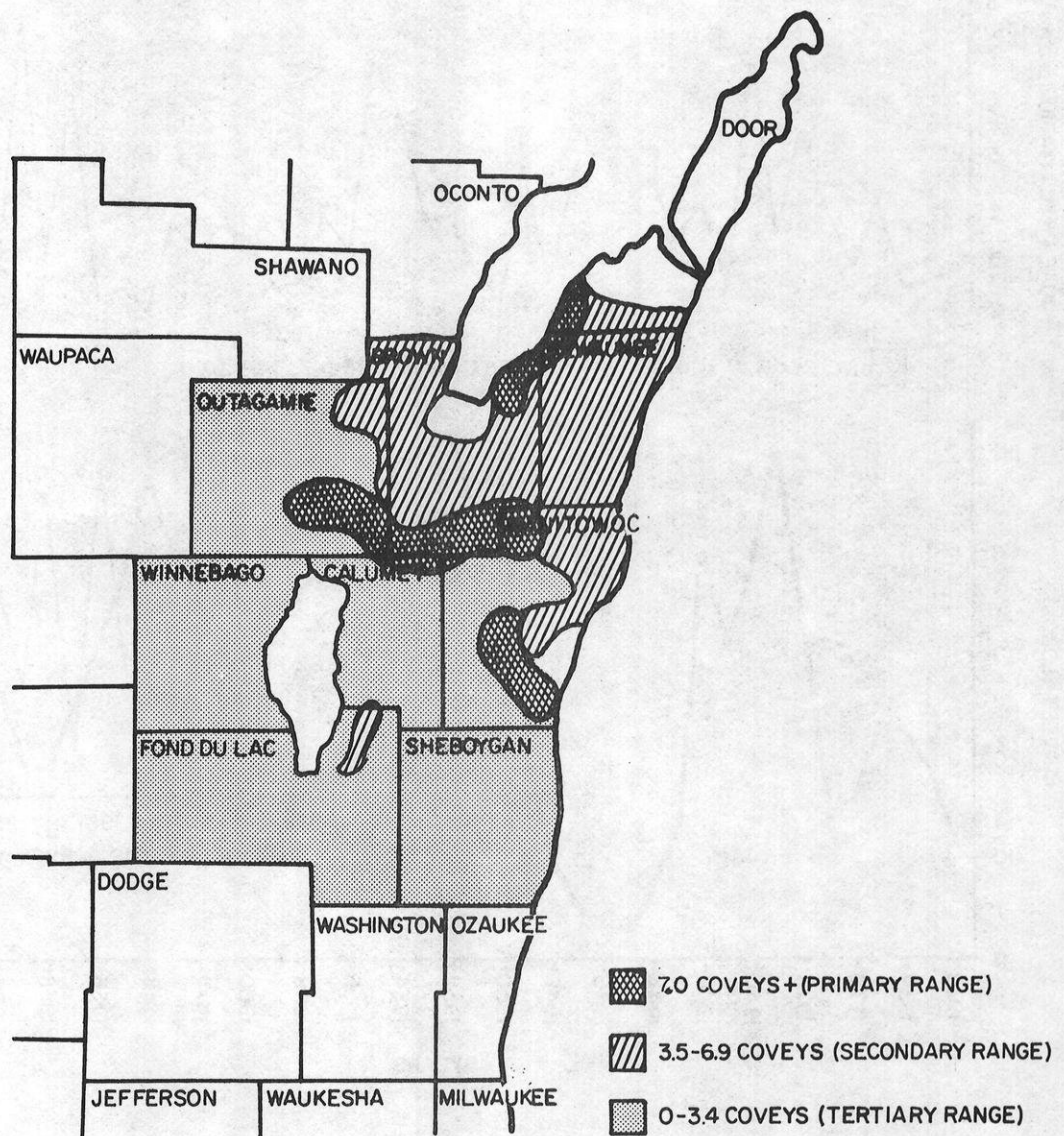 DOOR
OCONTO
SHAWANO
WAUPACA
BROWN
OUTAGAMIE
WINNEBAGO
FOND DU LAC
SHEBOYGAN
DODGE
WASHINGTON
OZAUKEE
JEFFERSON
WAUKESHA
MILWAUKEE
7.0 COVEYS + (PRIMARY RANGE)
3.5-6.9 COVEYS (SECONDARY RANGE)
0-3.4 COVEYS (TERTIARY RANGE)